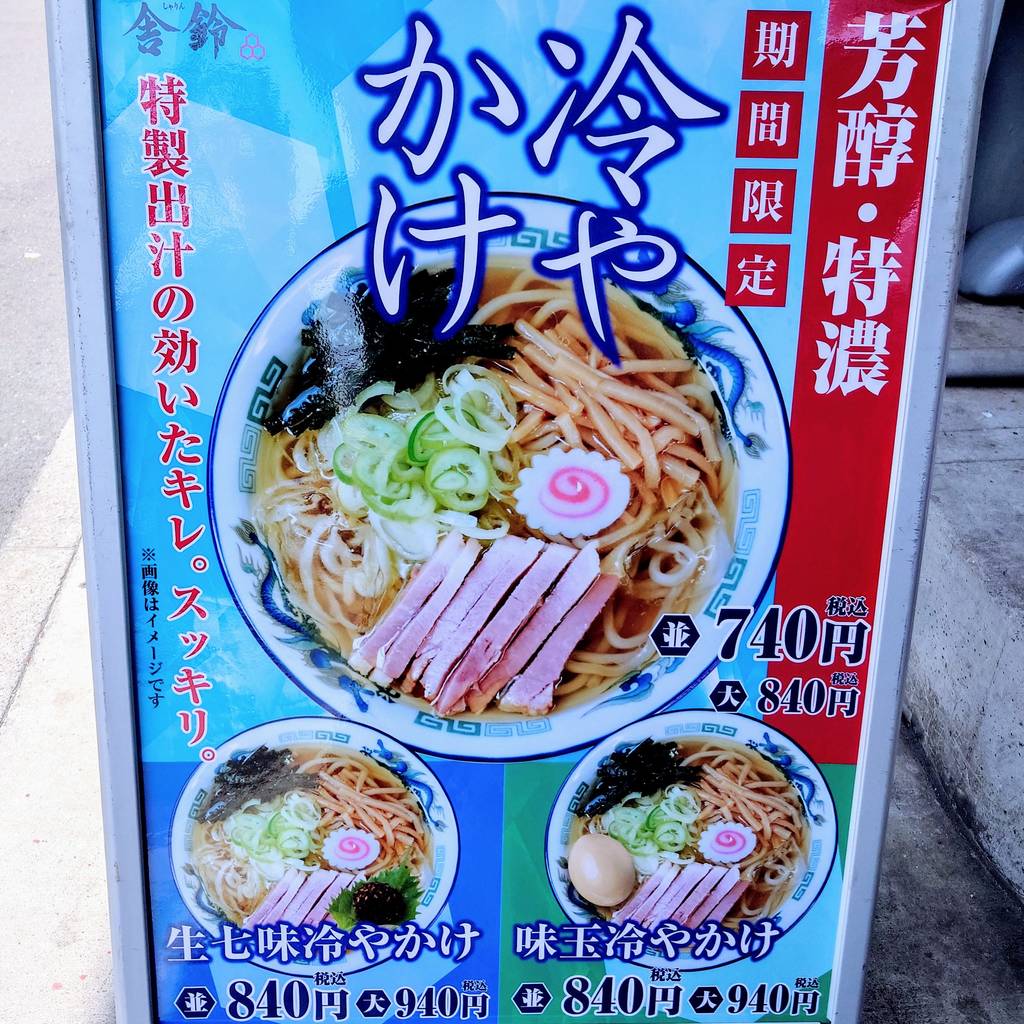 芳醇・特濃
期間限定
冷や
かけ
しゃりん
舎鈴
特製出汁の効いたキレ。スッキリ。
※画像はイメージです
税込
並 740円
税込
大 840円
生七味冷やかけ
税込 税込
並 840円 大 940円
味玉冷やかけ
税込 税込
並 840円 大 940円